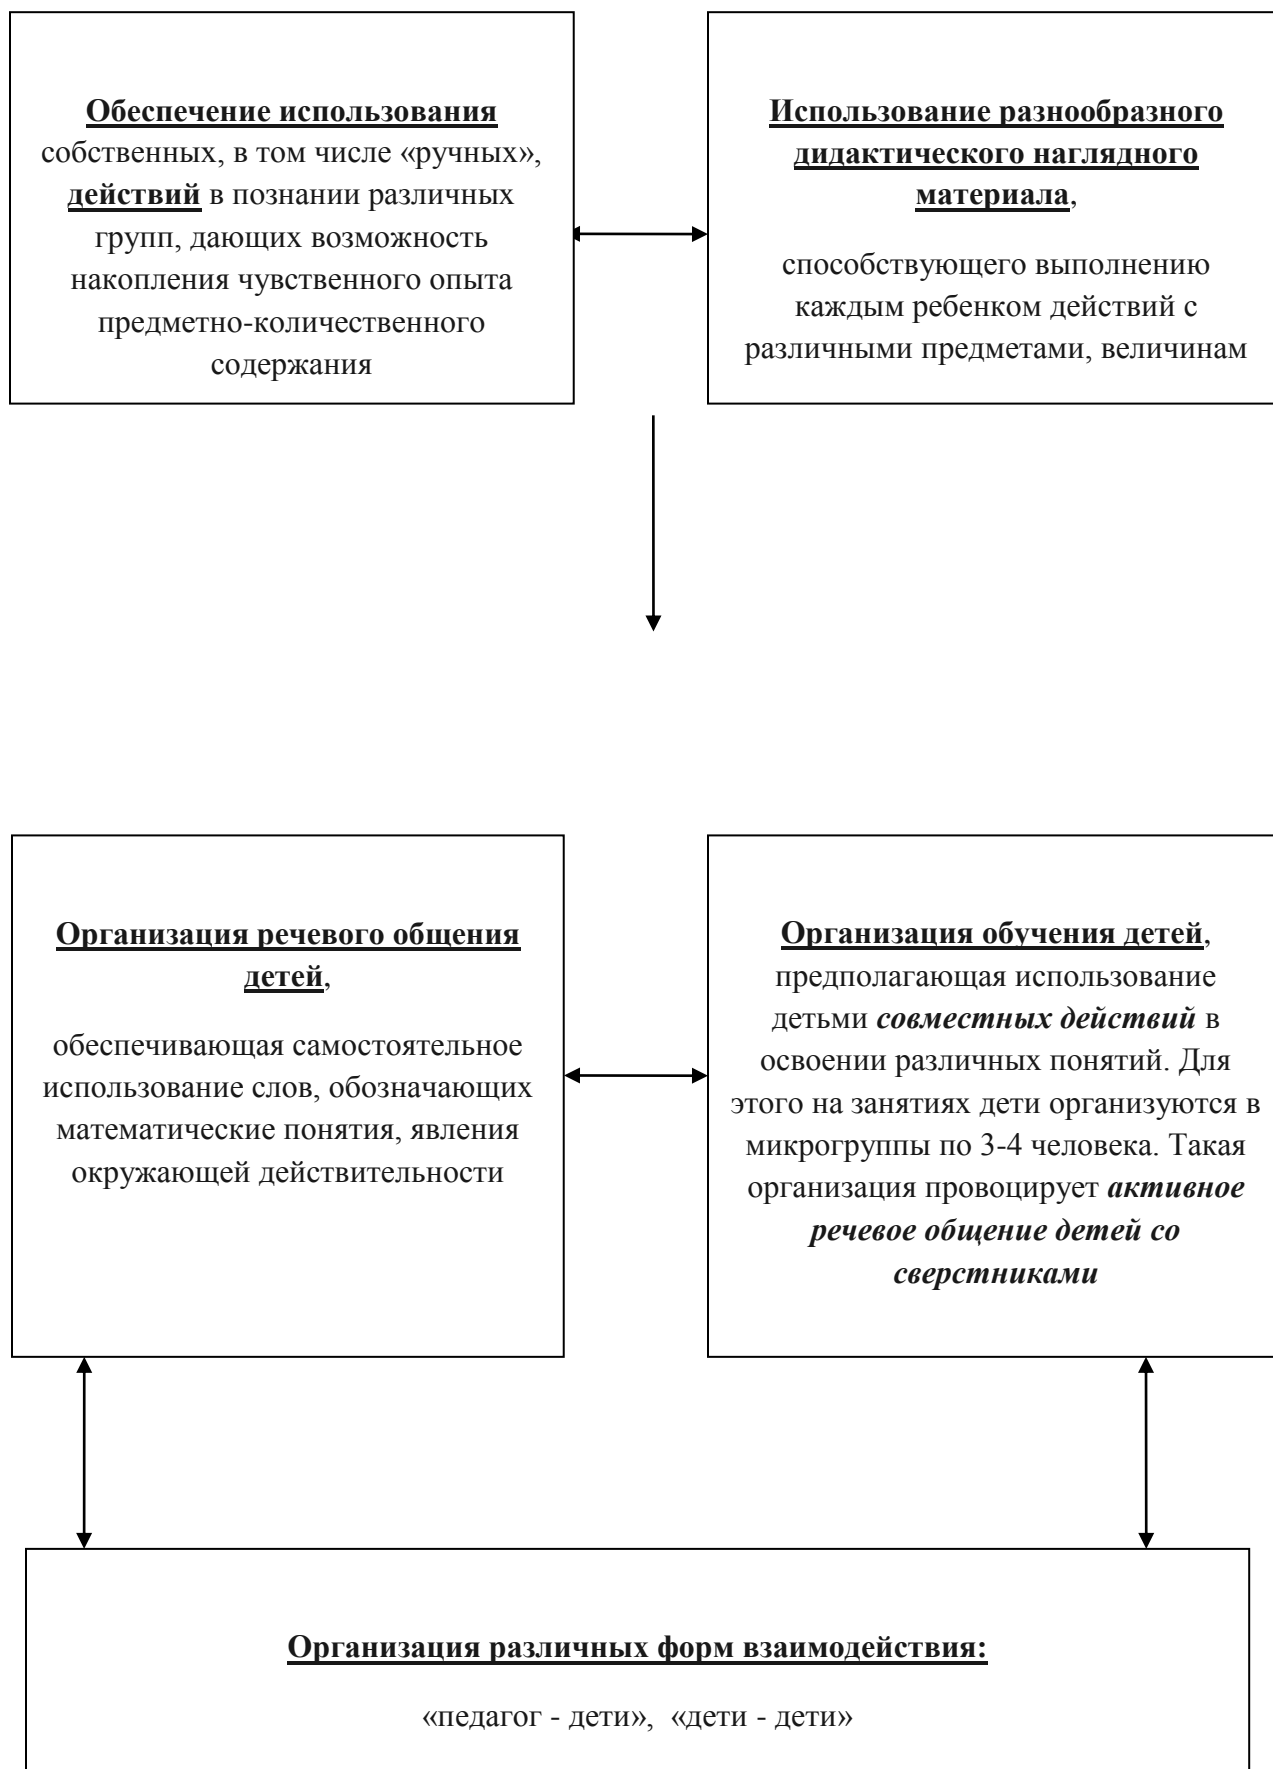 Обеспечение использования
собственных, в том числе «ручных»,
действий в познании различных
групп, дающих возможность
накопления чувственного опыта
предметно-количественного
содержания
Использование разнообразного
дидактического наглядного
материала,
способствующего выполнению
каждым ребенком действий с
различными предметами, величинам
Организация речевого общения
детей,
обеспечивающая самостоятельное
использование слов, обозначающих
математические понятия, явления
окружающей действительности
Организация обучения детей,
предполагающая использование
детьми совместных действий в
освоении различных понятий. Для
этого на занятиях дети организуются в
микрогруппы по 3-4 человека. Такая
организация провоцирует активное
речевое общение детей со
сверстниками
Организация различных форм взаимодействия:
«педагог - дети», «дети - дети»